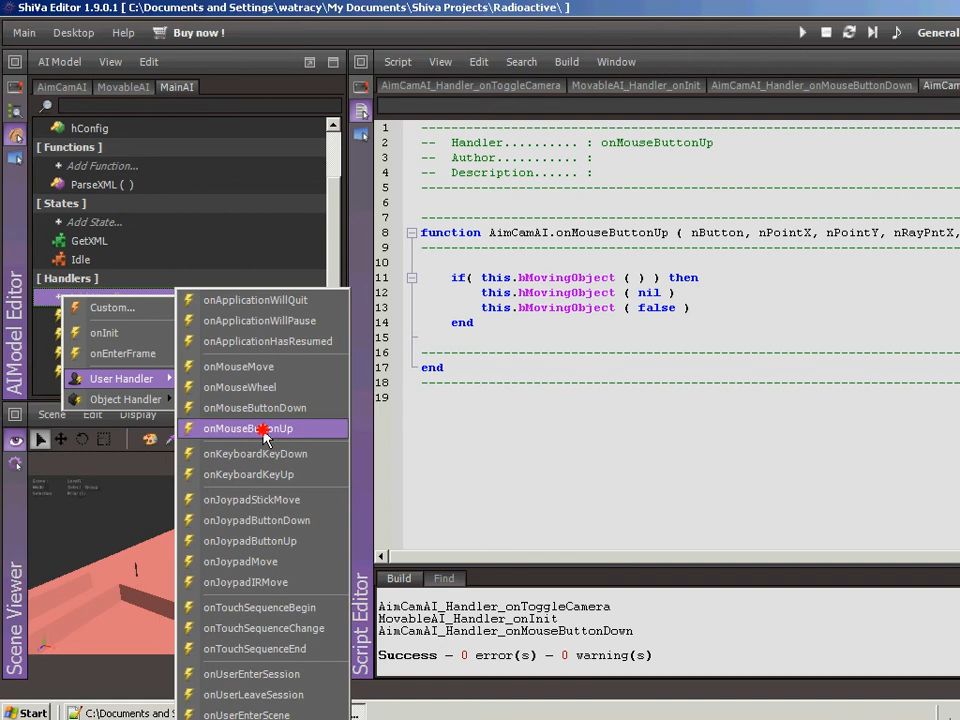 ShiVa Editor 1.9.0.1 [ C:\Documents and Settings\watracy\My Documents\Shiva Projects\Radioactive\ ]
Main Desktop Help Buy now ! General
AI Model View Edit
Script View Edit Search Build Window
AimCamAI MovableAI MainAI
AimCamAI_Handler_onToggleCamera MovableAI_Handler_onInit AimCamAI_Handler_onMouseButtonDown AimCam
hConfig
[ Functions ]
+ Add Function...
ParseXML ( )
[ States ]
+ Add State...
GetXML
Idle
[ Handlers ]
+
Custom...
onInit
onEnterFrame
User Handler
Object Handler
onApplicationWillQuit
onApplicationWillPause
onApplicationHasResumed
onMouseMove
onMouseWheel
onMouseButtonDown
onMouseButtonUp
onKeyboardKeyDown
onKeyboardKeyUp
onJoypadStickMove
onJoypadButtonDown
onJoypadButtonUp
onJoypadMove
onJoypadIRMove
onTouchSequenceBegin
onTouchSequenceChange
onTouchSequenceEnd
onUserEnterSession
onUserLeaveSession
onUserEnterScene
AIModel Editor
Scene Edit Display
Scene Viewer
Script Editor
1 --------------------------------------------------------------------------------
2 -- Handler.......... : onMouseButtonUp
3 -- Author........... :
4 -- Description...... :
5 --------------------------------------------------------------------------------
6
7 --------------------------------------------------------------------------------
8 function AimCamAI.onMouseButtonUp ( nButton, nPointX, nPointY, nRayPntX,
9 --------------------------------------------------------------------------------
10
11 if( this.bMovingObject ( ) ) then
12 this.hMovingObject ( nil )
13 this.bMovingObject ( false )
14 end
15
16 --------------------------------------------------------------------------------
17 end
18 --------------------------------------------------------------------------------
19
Build Find
AimCamAI_Handler_onToggleCamera
MovableAI_Handler_onInit
AimCamAI_Handler_onMouseButtonDown
Success - 0 error(s) - 0 warning(s)
Start C:\Documents and S ...